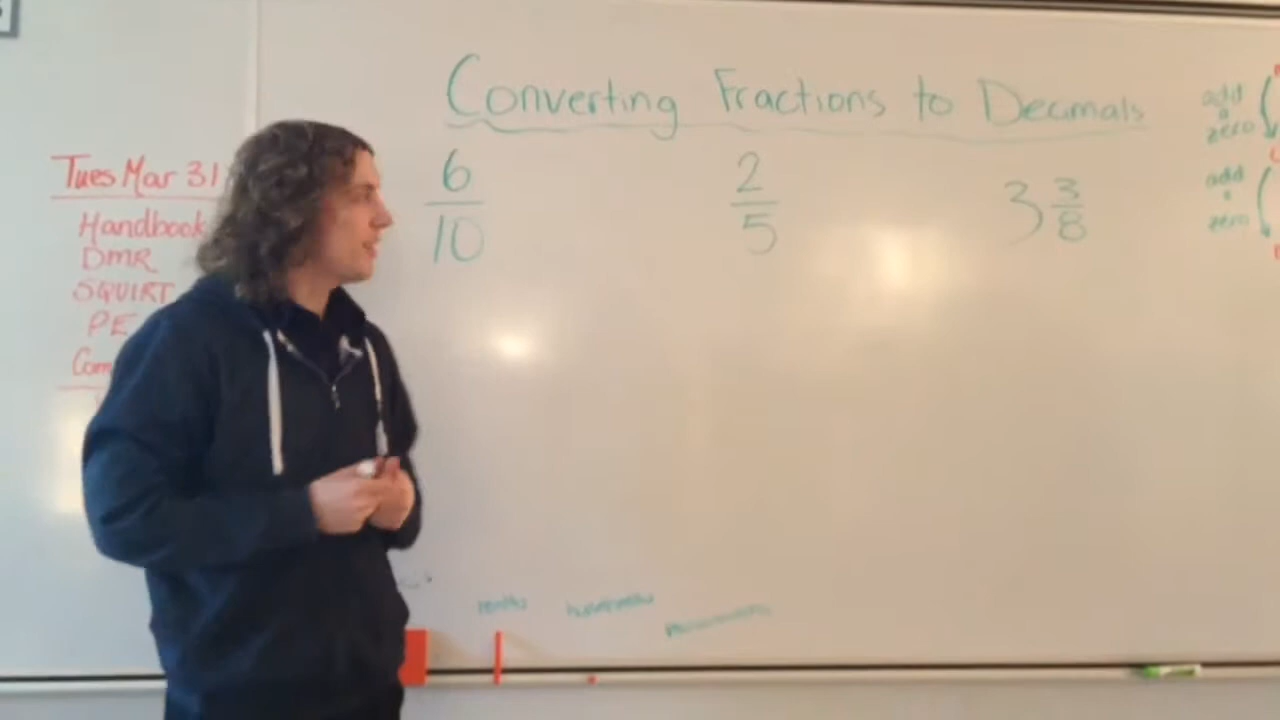 Converting Fractions to Decimals
Tues Mar 31
Handbook
DMR
SQUIRT
PE
6
10
2
5
3 3
8
add
a
zero
add
a
zero
tenths